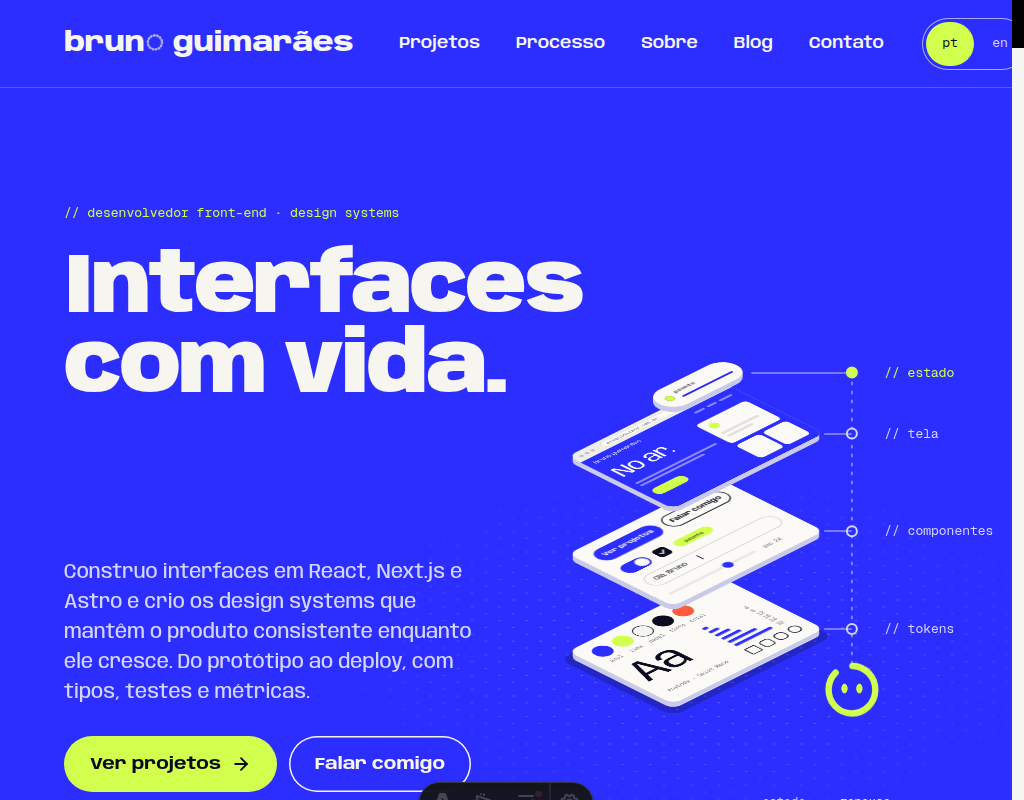 bruno guimarães
Projetos
Processo
Sobre
Blog
Contato
pt
en
// desenvolvedor front-end · design systems
Interfaces
com vida.
Construo interfaces em React, Next.js e
Astro e crio os design systems que
mantêm o produto consistente enquanto
ele cresce. Do protótipo ao deploy, com
tipos, testes e métricas.
Ver projetos
Falar comigo
// estado
// tela
No ar.
// componentes
Ver projetos
Falar comigo
// tokens
Aa